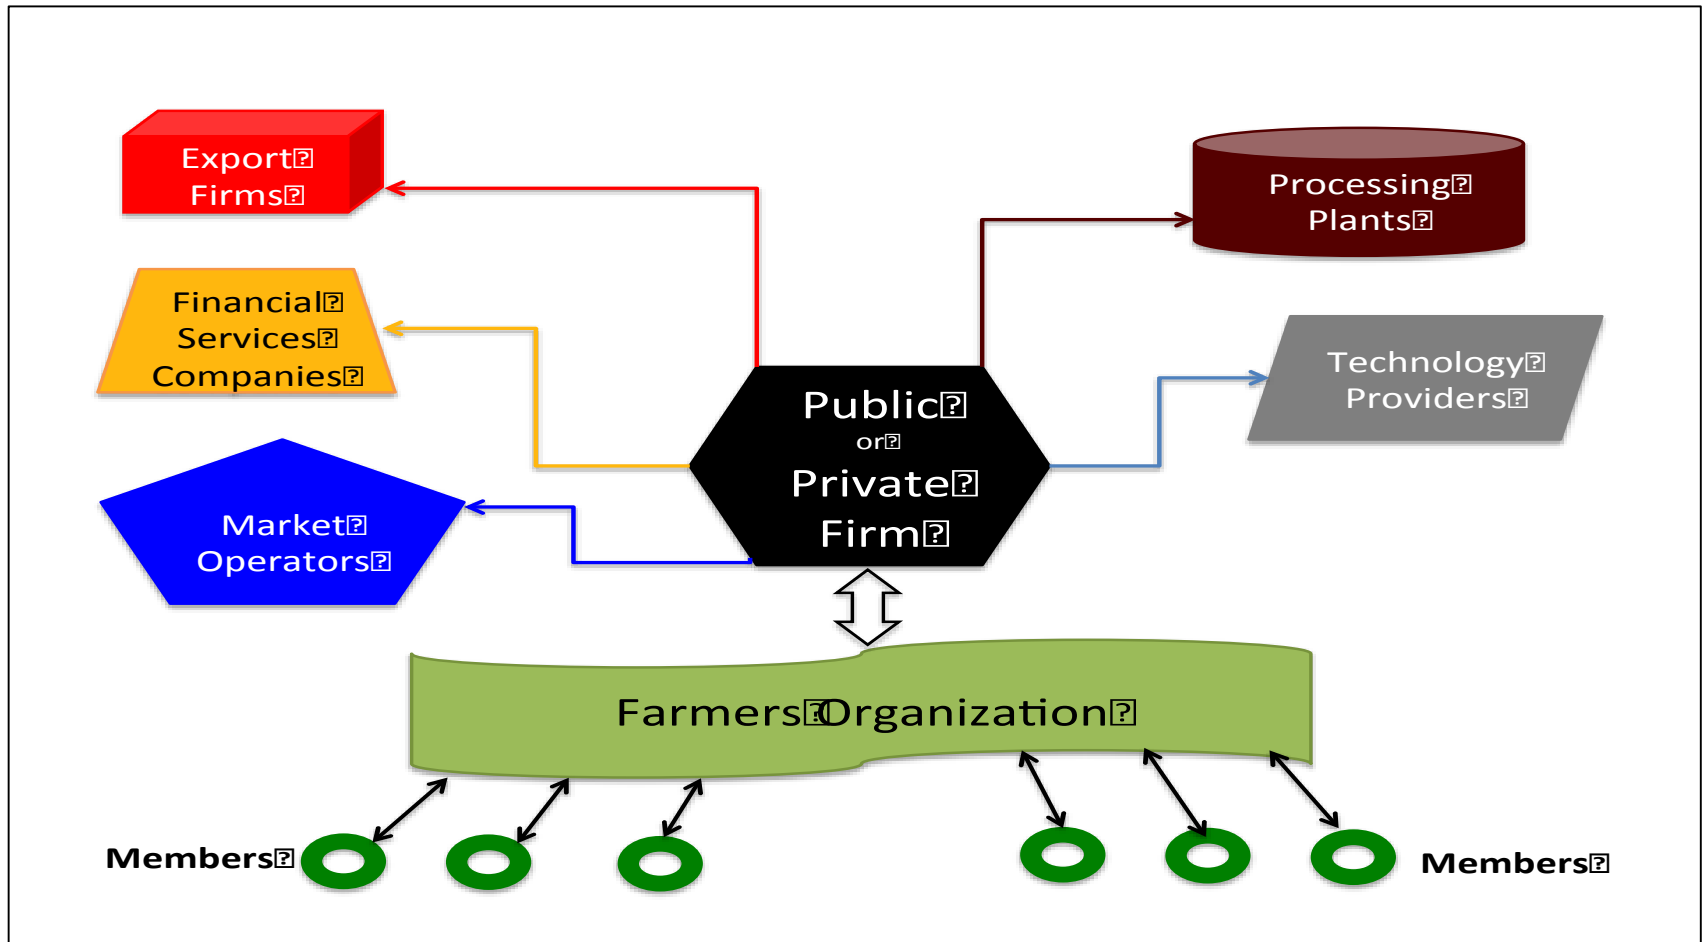 Export
Firms
Processing
Plants
Financial
Services
Companies
Technology
Providers
Public
or
Private
Firm
Market
Operators
Farmers Organization
Members
Members